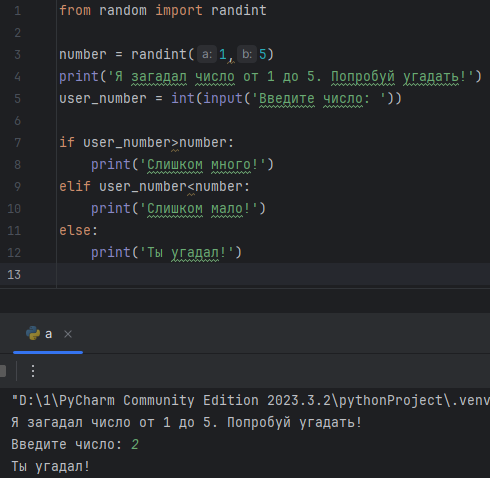 1 from random import randint
2
3 number = randint(a: 1, b: 5)
4 print('Я загадал число от 1 до 5. Попробуй угадать!')
5 user_number = int(input('Введите число: '))
6
7 if user_number>number:
8 print('Слишком много!')
9 elif user_number<number:
10 print('Слишком мало!')
11 else:
12 print('Ты угадал!')
13
a ×
"D:\1\PyCharm Community Edition 2023.3.2\pythonProject\.venv
Я загадал число от 1 до 5. Попробуй угадать!
Введите число: 2
Ты угадал!